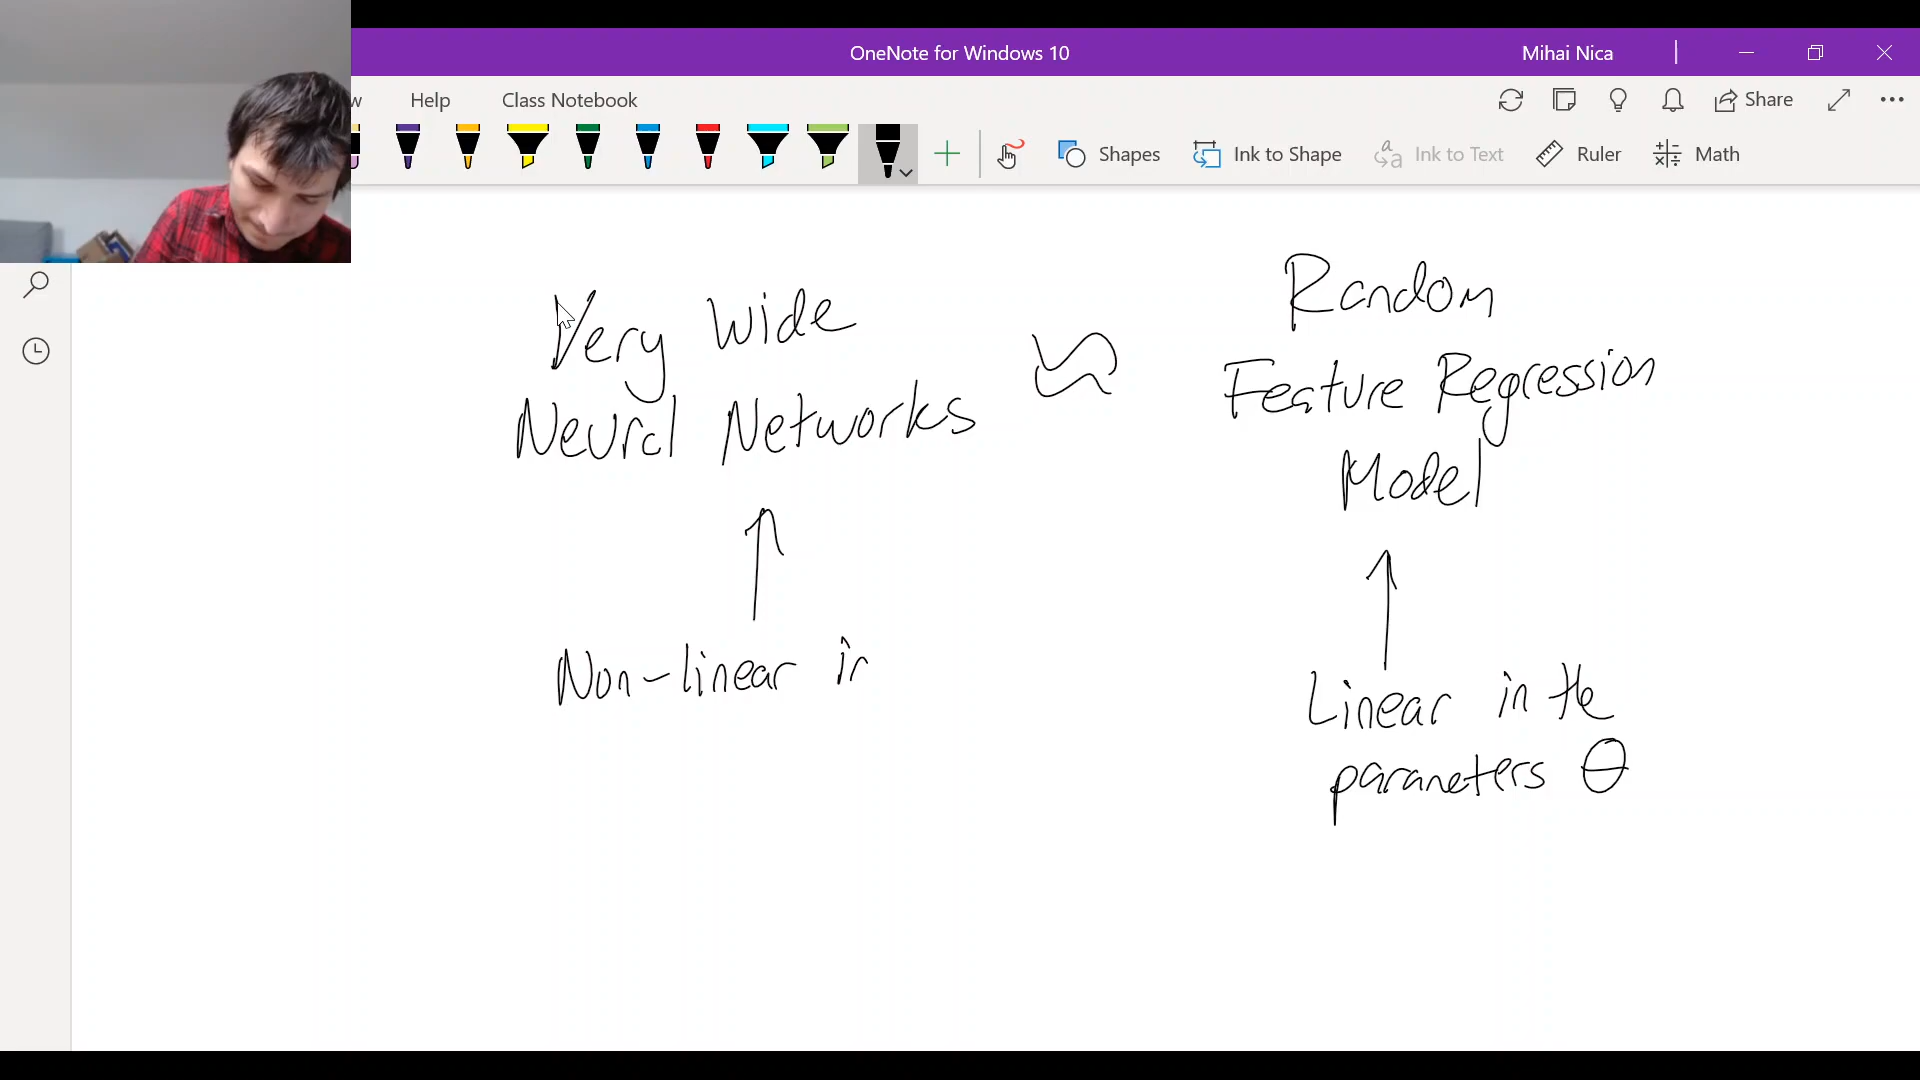 OneNote for Windows 10
Mihai Nica
w
Help
Class Notebook
Share
Shapes
Ink to Shape
Ink to Text
Ruler
Math
Very Wide
Neural Networks
≈
Random
Feature Regression
Model
Non-linear in
Linear in the
parameters θ